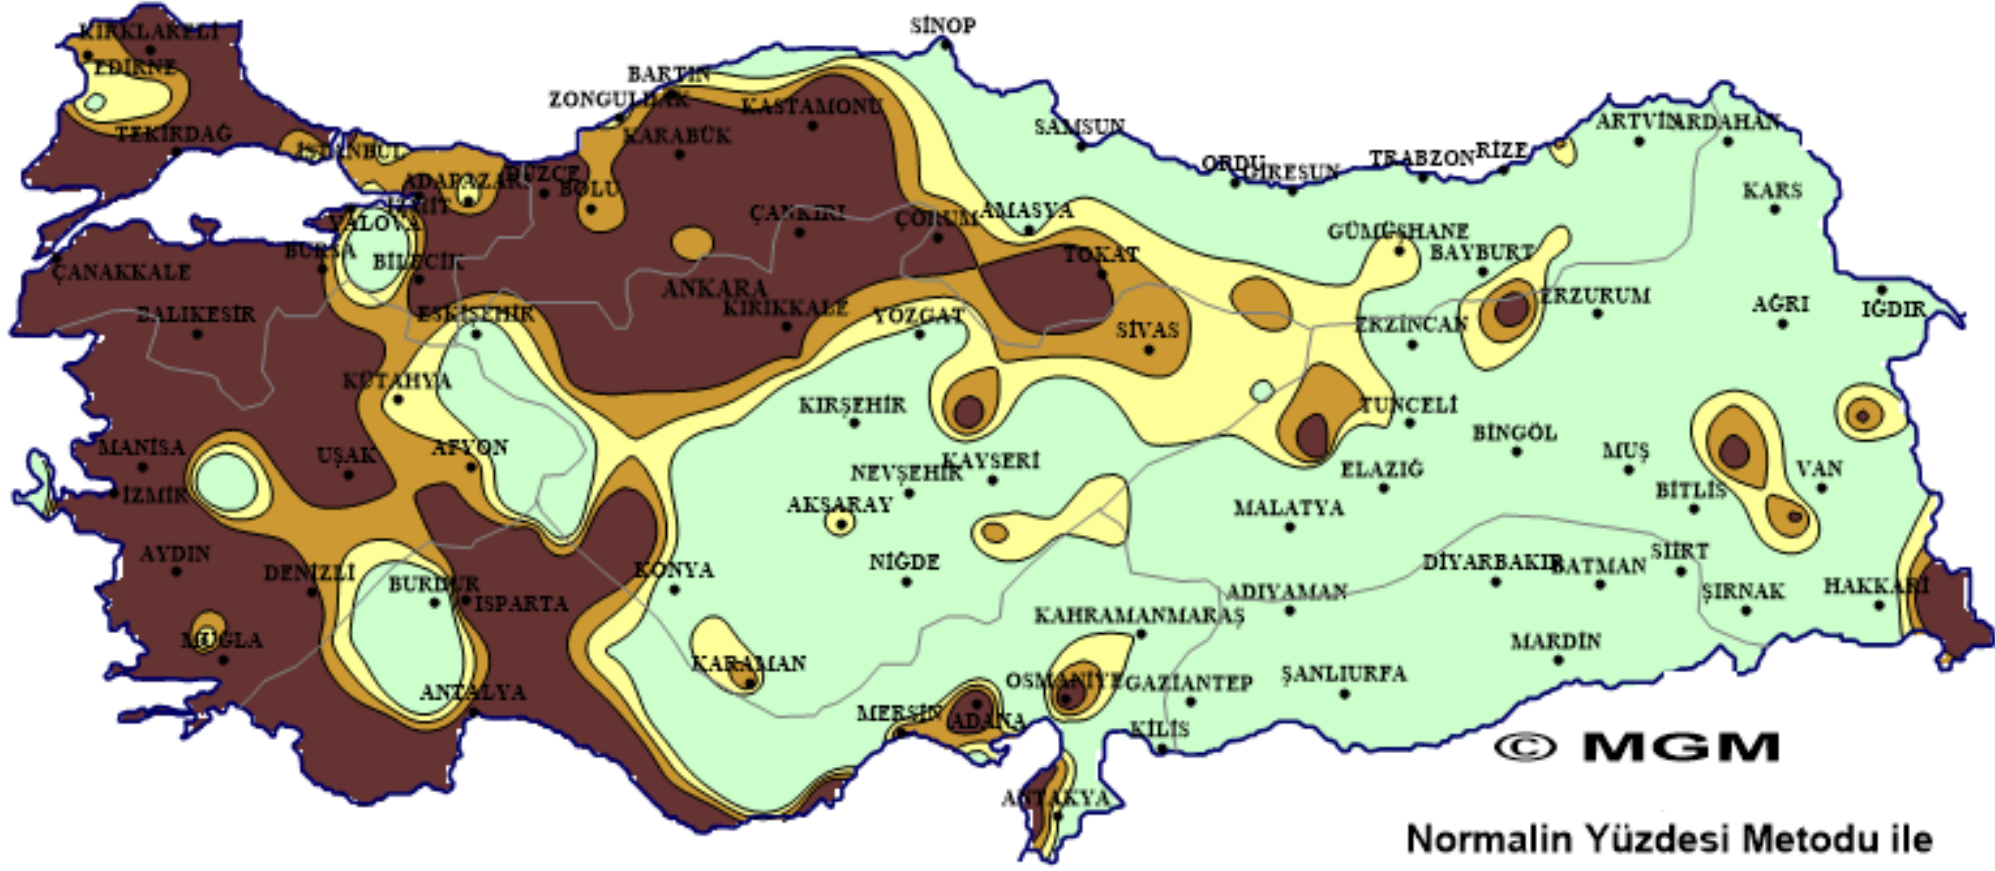 SİNOP
KIRKLARELİ
EDİRNE
BARTIN
ZONGULDAK
KASTAMONU
TEKİRDAĞ
KARABÜK
SAMSUN
ARTVİN
ARDAHAN
İSTANBUL
ORDU
GİRESUN
TRABZON
RİZE
ADAPAZARI
DÜZCE
BOLU
İZMİT
KARS
YALOVA
ÇANKIRI
ÇORUM
AMASYA
GÜMÜŞHANE
BAYBURT
BURSA
BİLECİK
TOKAT
ÇANAKKALE
ANKARA
ERZURUM
AĞRI
IĞDIR
BALIKESİR
ESKİŞEHİR
KIRIKKALE
YOZGAT
SİVAS
ERZİNCAN
KÜTAHYA
KIRŞEHİR
TUNCELİ
BİNGÖL
MANİSA
UŞAK
AFYON
NEVŞEHİR
KAYSERİ
ELAZIĞ
MUŞ
VAN
İZMİR
AKSARAY
MALATYA
BİTLİS
AYDIN
DENİZLİ
BURDUR
ISPARTA
KONYA
NİĞDE
ADIYAMAN
DİYARBAKIR
BATMAN
SİİRT
ŞIRNAK
HAKKARİ
KAHRAMANMARAŞ
MUĞLA
KARAMAN
MARDİN
ANTALYA
OSMANİYE
GAZİANTEP
ŞANLIURFA
MERSİN
ADANA
KİLİS
© MGM
ANTAKYA
Normalin Yüzdesi Metodu ile